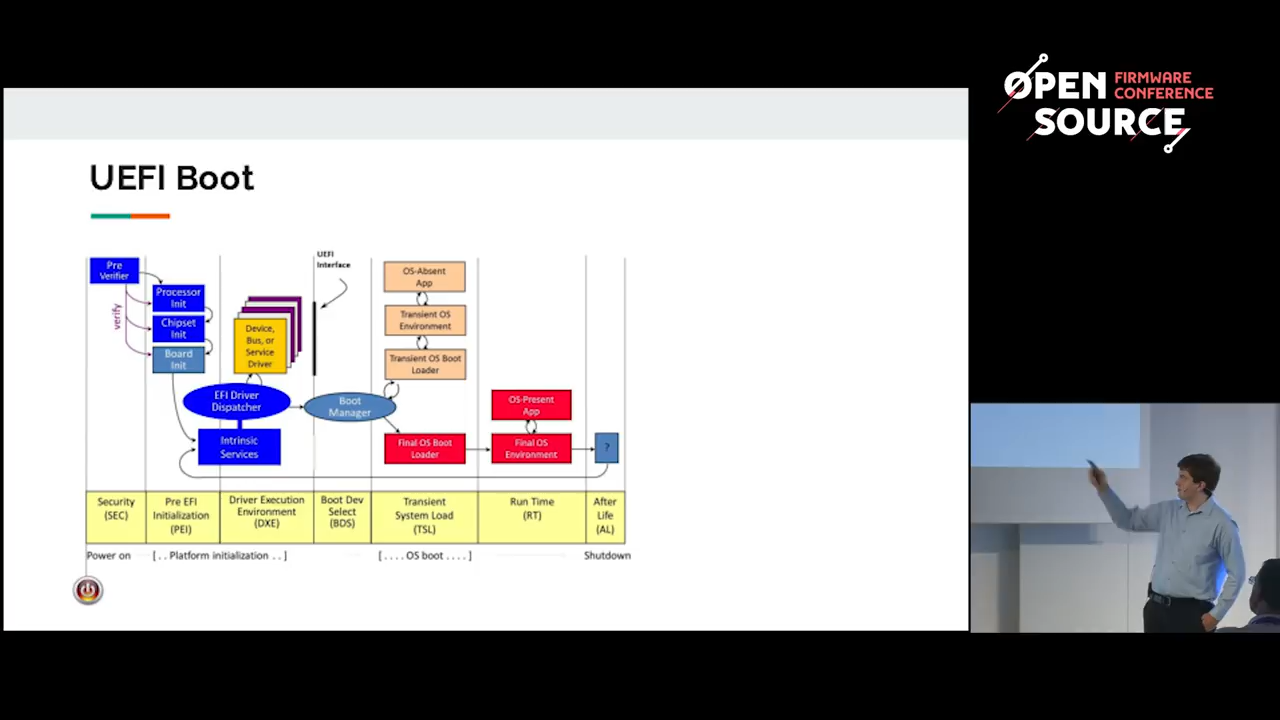 OPEN FIRMWARE
CONFERENCE
SOURCE
UEFI Boot
Pre
Verifier
verify
Processor
Init
Chipset
Init
Board
Init
Device,
Bus, or
Service
Driver
EFI Driver
Dispatcher
Intrinsic
Services
UEFI
Interface
Boot
Manager
OS-Absent
App
Transient OS
Environment
Transient OS Boot
Loader
Final OS Boot
Loader
OS-Present
App
Final OS
Environment
?
Security
(SEC)
Pre EFI
Initialization
(PEI)
Driver Execution
Environment
(DXE)
Boot Dev
Select
(BDS)
Transient
System Load
(TSL)
Run Time
(RT)
After
Life
(AL)
Power on
[ . . Platform initialization . . ]
[ . . . . OS boot . . . . ]
Shutdown